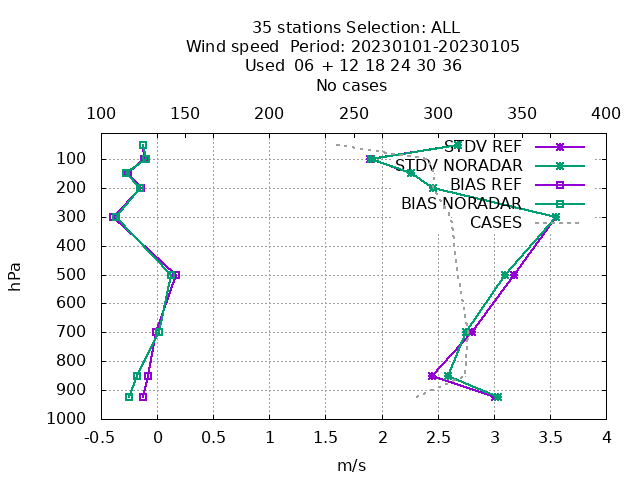 35 stations Selection: ALL
Wind speed  Period: 20230101-20230105
Used  06 + 12 18 24 30 36
No cases
100 150 200 250 300 350 400
STDV REF
STDV NORADAR
BIAS REF
BIAS NORADAR
CASES
hPa
100
200
300
400
500
600
700
800
900
1000
-0.5 0 0.5 1 1.5 2 2.5 3 3.5 4
m/s